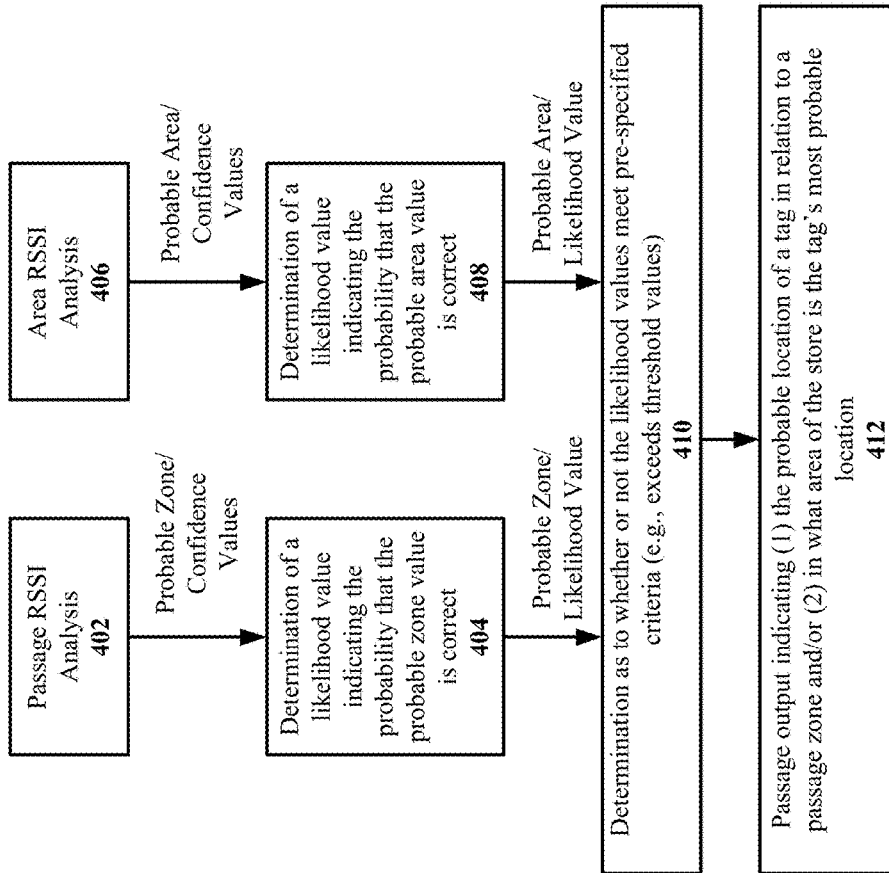 Passage RSSI
Analysis
402
Probable Zone/
Confidence
Values
Determination of a
likelihood value
indicating the
probability that the
probable zone value
is correct
404
Probable Zone/
Likelihood Value
Area RSSI
Analysis
406
Probable Area/
Confidence
Values
Determination of a
likelihood value
indicating the
probability that the
probable area value
is correct
408
Probable Area/
Likelihood Value
Determination as to whether or not the likelihood values meet pre-specified
criteria (e.g., exceeds threshold values)
410
Passage output indicating (1) the probable location of a tag in relation to a
passage zone and/or (2) in what area of the store is the tag’s most probable
location
412